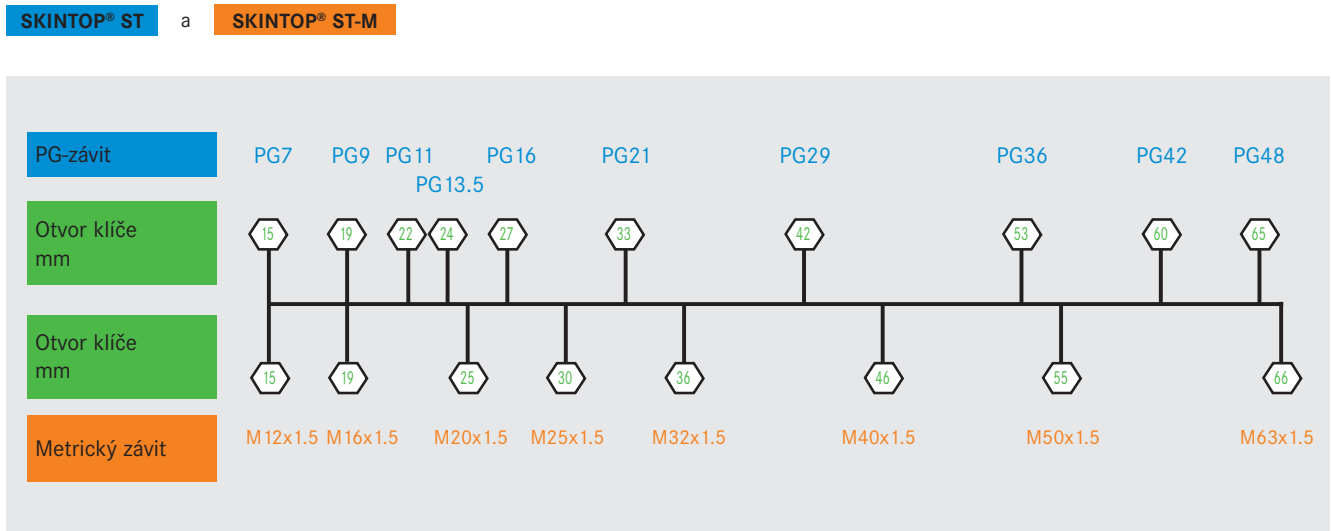 SKINTOP® ST a SKINTOP® ST-M
PG-závit PG7 PG9 PG11 PG16 PG21 PG29 PG36 PG42 PG48
PG13.5
Otvor klíče
mm
15 19 22 24 27 33 42 53 60 65
Otvor klíče
mm
15 19 25 30 36 46 55 66
M12x1.5 M16x1.5 M20x1.5 M25x1.5 M32x1.5 M40x1.5 M50x1.5 M63x1.5
Metrický závit